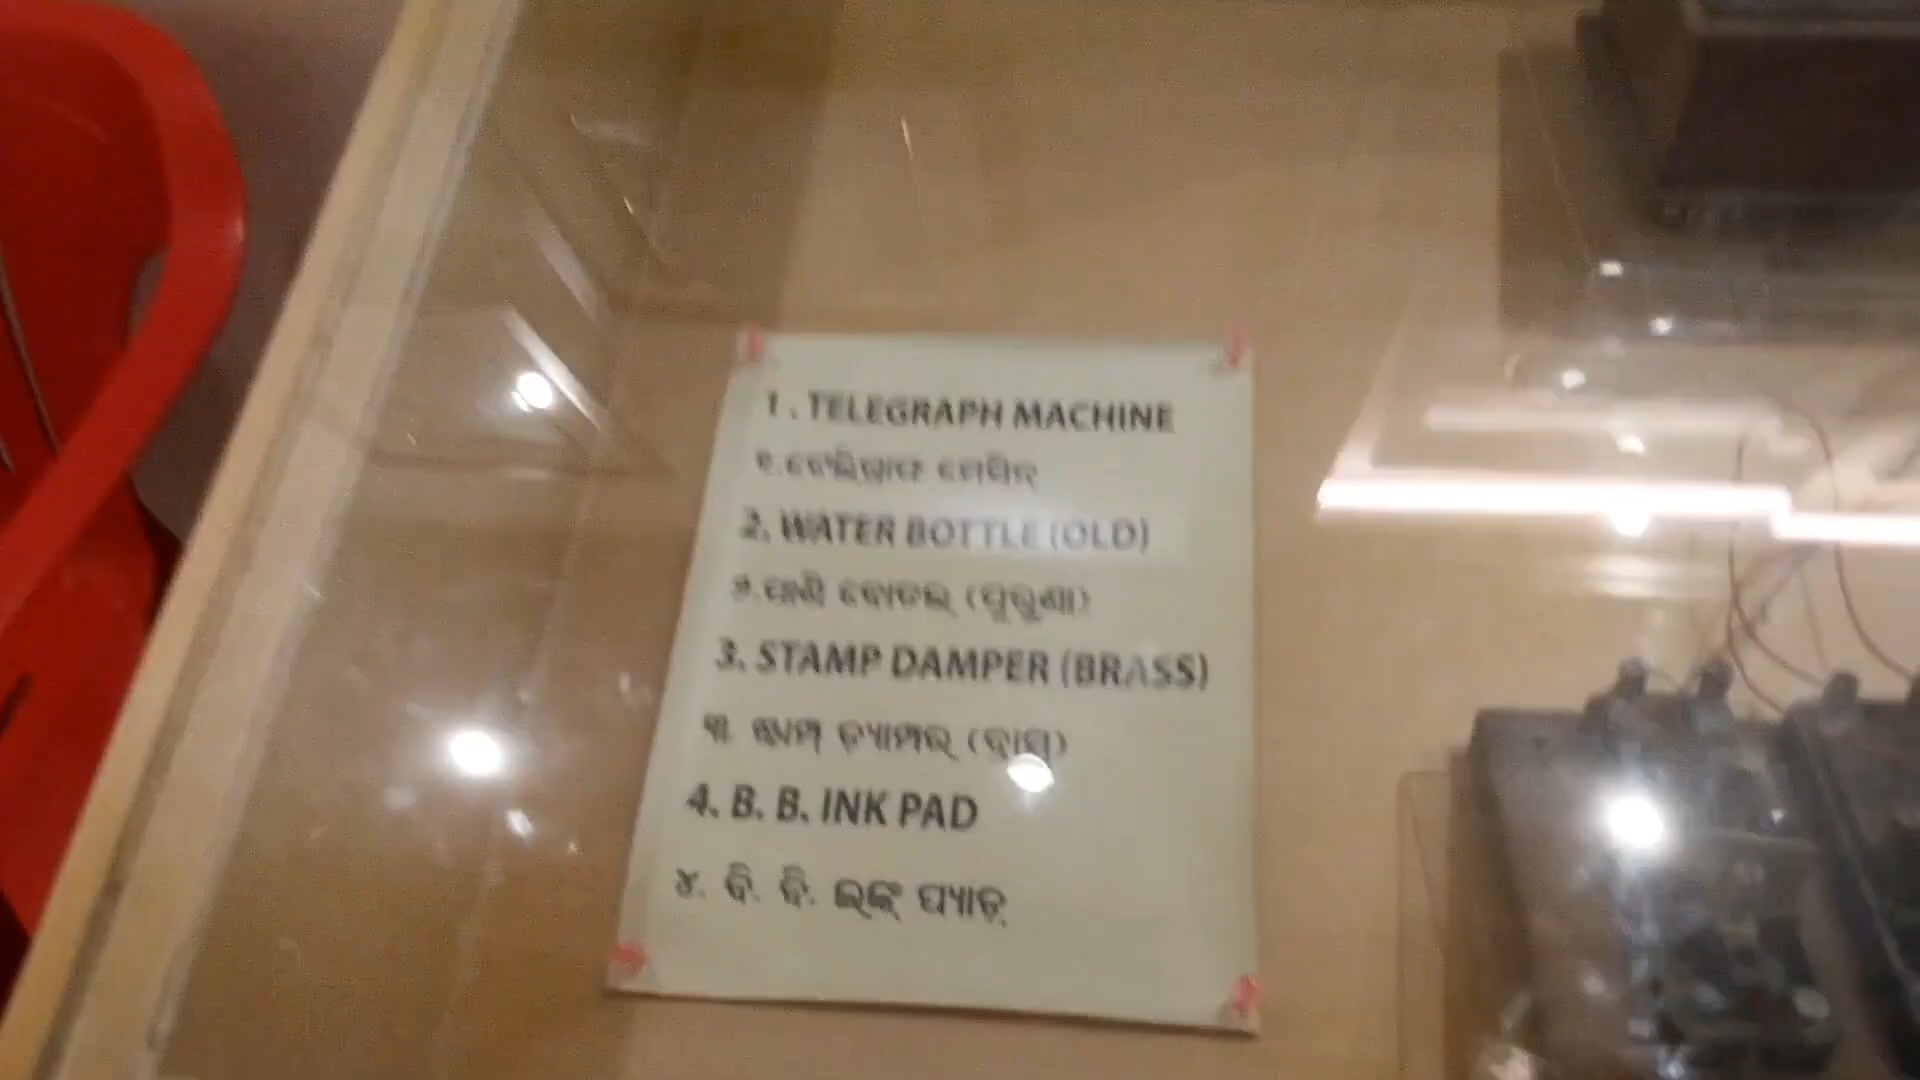 1 . TELEGRAPH MACHINE
୧.ଟେଲିଗ୍ରାଫ ମେସିନ୍
2. WATER BOTTLE (OLD)
୨.ପାଣି ବୋତଲ୍ (ପୁରୁଣା)
3. STAMP DAMPER (BRASS)
୩. ଷ୍ଟାମ୍ପ ଡ୍ୟାମ୍ପର୍ (ବ୍ରାସ୍)
4. B. B. INK PAD
୪. ବି. ବି. ଇଙ୍କ୍ ପ୍ୟାଡ୍